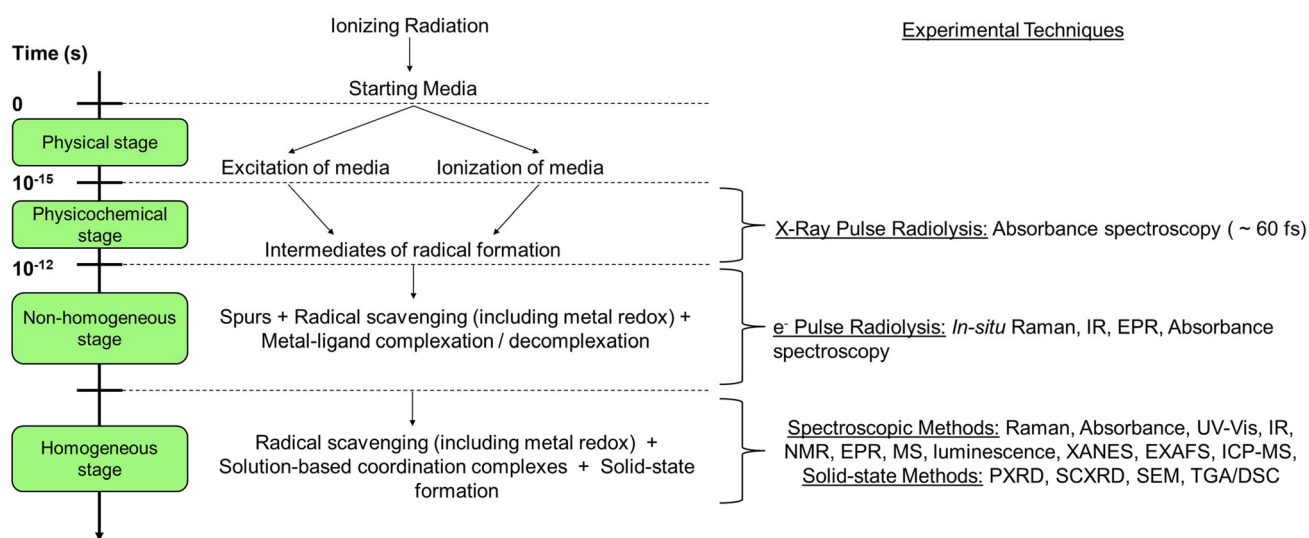 Ionizing Radiation
Experimental Techniques
Time (s)
Starting Media
0
Physical stage
Excitation of media
Ionization of media
10⁻¹⁵
Physicochemical
stage
X-Ray Pulse Radiolysis: Absorbance spectroscopy ( ~ 60 fs)
Intermediates of radical formation
10⁻¹²
Non-homogeneous
stage
Spurs + Radical scavenging (including metal redox) +
Metal-ligand complexation / decomplexation
e⁻ Pulse Radiolysis: In-situ Raman, IR, EPR, Absorbance
spectroscopy
Homogeneous
stage
Radical scavenging (including metal redox) +
Solution-based coordination complexes + Solid-state
formation
Spectroscopic Methods: Raman, Absorbance, UV-Vis, IR,
NMR, EPR, MS, luminescence, XANES, EXAFS, ICP-MS,
Solid-state Methods: PXRD, SCXRD, SEM, TGA/DSC